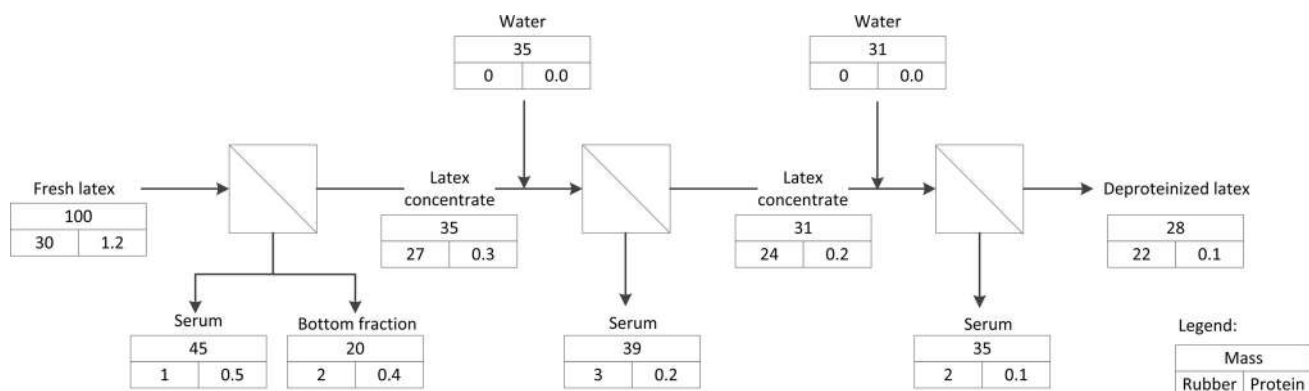 Water
35
0 0.0
Water
31
0 0.0
Fresh latex
100
30 1.2
Latex
concentrate
35
27 0.3
Latex
concentrate
31
24 0.2
Deproteinized latex
28
22 0.1
Serum
45
1 0.5
Bottom fraction
20
2 0.4
Serum
39
3 0.2
Serum
35
2 0.1
Legend:
Mass
Rubber Protein